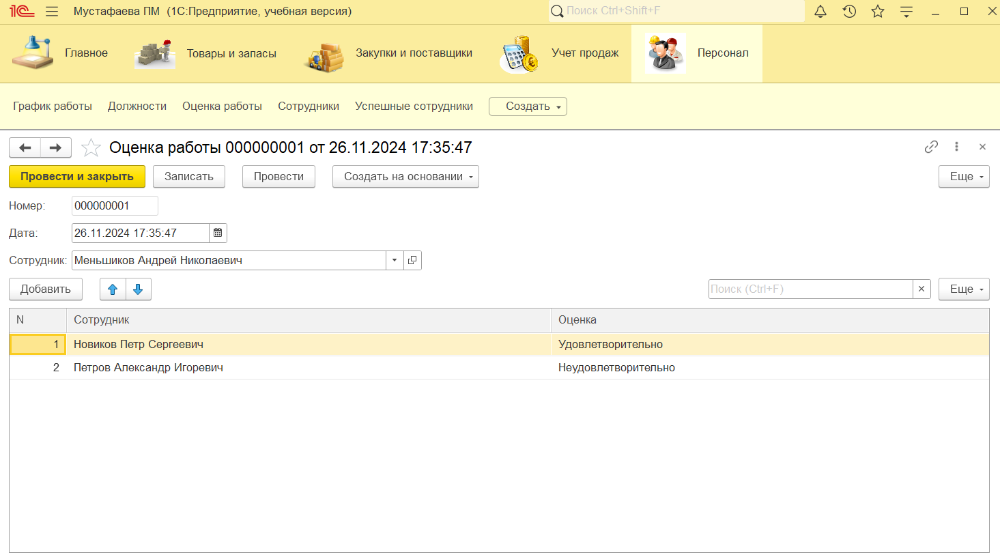 1С Мустафаева ПМ (1С:Предприятие, учебная версия) Поиск Ctrl+Shift+F
Главное Товары и запасы Закупки и поставщики Учет продаж Персонал
График работы Должности Оценка работы Сотрудники Успешные сотрудники Создать
Оценка работы 000000001 от 26.11.2024 17:35:47
Провести и закрыть Записать Провести Создать на основании Еще
Номер: 000000001
Дата: 26.11.2024 17:35:47
Сотрудник: Меньшиков Андрей Николаевич
Добавить Поиск (Ctrl+F) Еще
N Сотрудник Оценка
1 Новиков Петр Сергеевич Удовлетворительно
2 Петров Александр Игоревич Неудовлетворительно